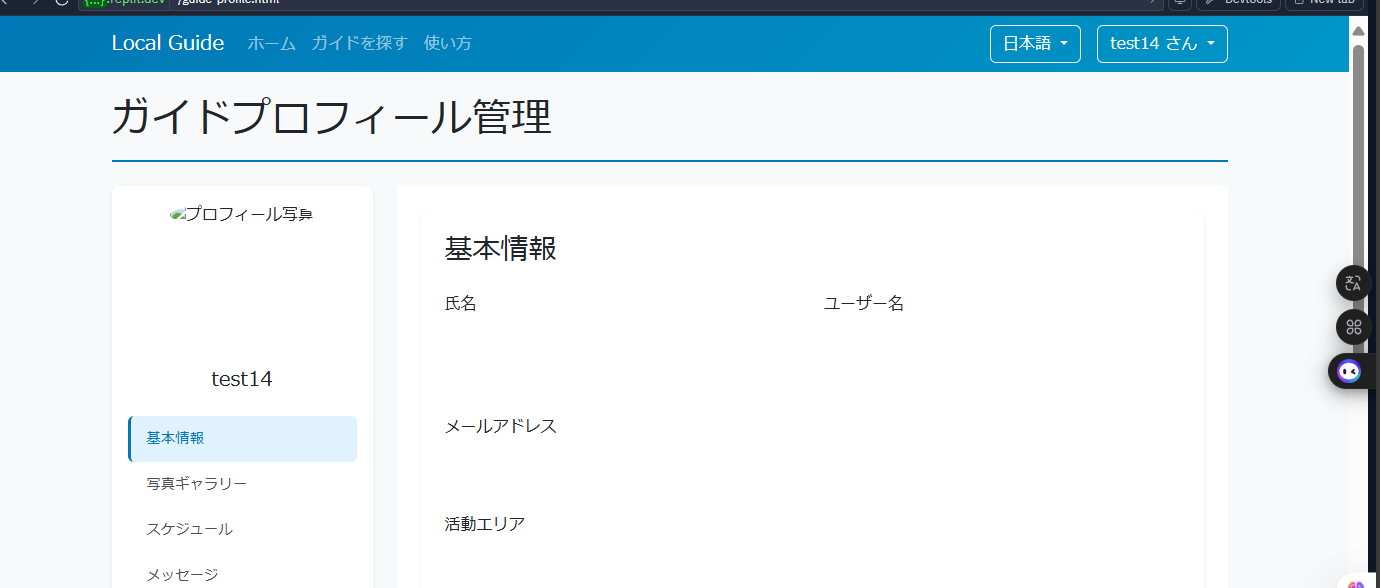 {...}.replit.dev /guide-profile.html
Devtools
New tab
Local Guide ホーム ガイドを探す 使い方
日本語
test14 さん
ガイドプロフィール管理
プロフィール写真
test14
基本情報
写真ギャラリー
スケジュール
メッセージ
基本情報
氏名
ユーザー名
メールアドレス
活動エリア